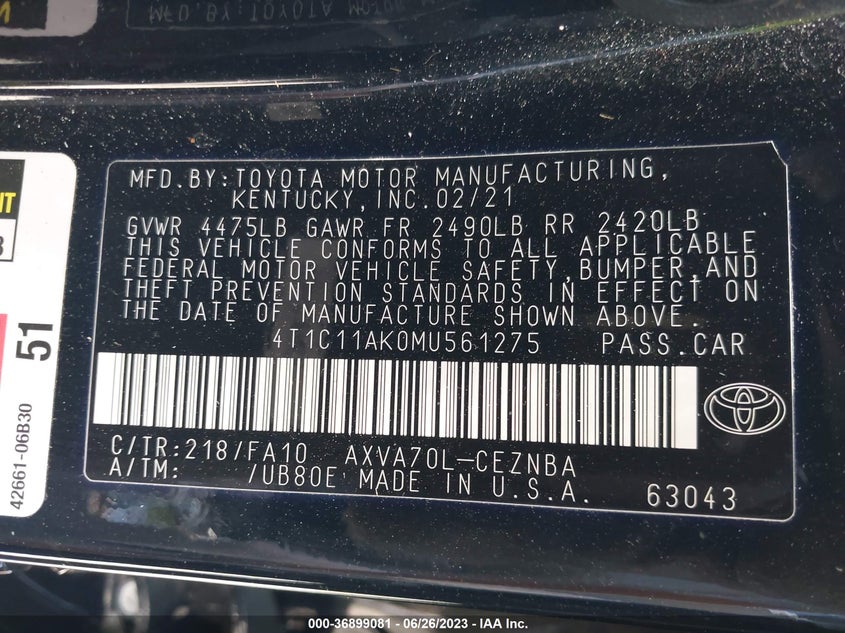 MFD.BY:TOYOTA MOTOR MANUFACTURING,
KENTUCKY,INC.02/21
GVWR 4475LB GAWR FR 2490LB RR 2420LB
THIS VEHICLE CONFORMS TO ALL APPLICABLE
FEDERAL MOTOR VEHICLE SAFETY,BUMPER,AND
THEFT PREVENTION STANDARDS IN EFFECT ON
THE DATE OF MANUFACTURE SHOWN ABOVE.
4T1C11AK0MU561275 PASS.CAR
C/TR:218/FA10 AXVA70L-CEZNBA
A/TM: /UB80E MADE IN U.S.A. 63043
51
42661-06B30
000-36899081 - 06/26/2023 - IAA Inc.